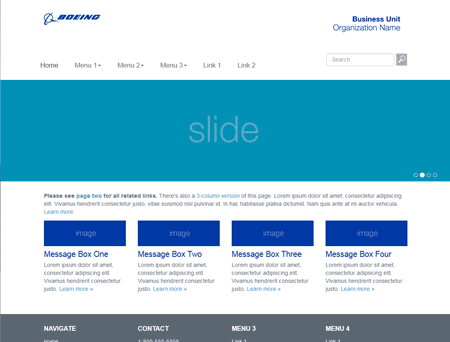 BOEING
Business Unit
Organization Name
Home Menu 1 Menu 2 Menu 3 Link 1 Link 2
Search
slide
Please see page two for all related links. There's also a 3-column version of this page. Lorem ipsum dolor sit amet, consectetur adipiscing elit.
Vivamus hendrerit consectetur justo, vitae euismod nisl pulvinar id. In hac habitasse platea dictumst. Nam quis ante at mi auctor vehicula.
Learn more
image image image image
Message Box One Message Box Two Message Box Three Message Box Four
Lorem ipsum dolor sit amet, Lorem ipsum dolor sit amet, Lorem ipsum dolor sit amet, Lorem ipsum dolor sit amet,
consectetur adipiscing elit. consectetur adipiscing elit. consectetur adipiscing elit. consectetur adipiscing elit.
Vivamus hendrerit consectetur Vivamus hendrerit consectetur Vivamus hendrerit consectetur Vivamus hendrerit consectetur
justo. Learn more » justo. Learn more » justo. Learn more » justo. Learn more »
NAVIGATE CONTACT MENU 3 MENU 4
Home Link 1 Link 1